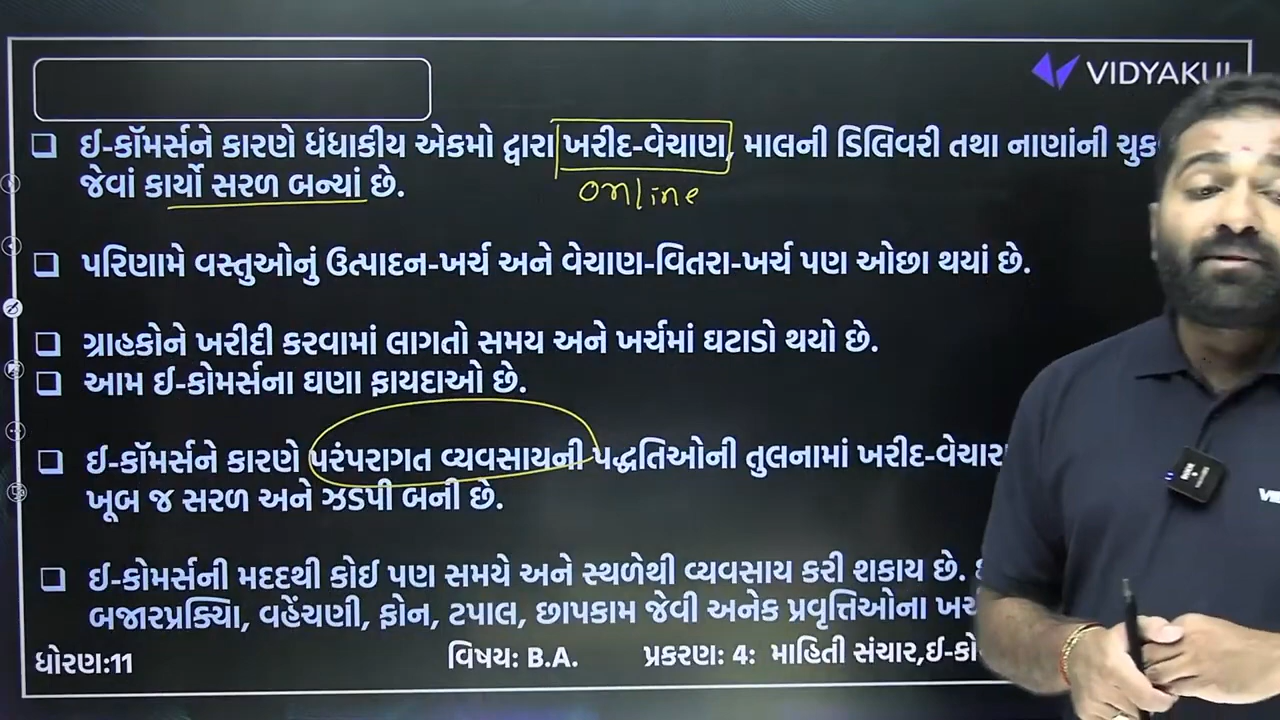 VIDYAKUL
ઈ-કૉમર્સને કારણે ધંધાકીય એકમો દ્વારા ખરીદ-વેચાણ, માલની ડિલિવરી તથા નાણાંની
જેવાં કાર્યો સરળ બન્યાં છે.
online
પરિણામે વસ્તુઓનું ઉત્પાદન-ખર્ચ અને વેચાણ-વિતરા-ખર્ચ પણ ઓછા થયાં છે.
ગ્રાહકોને ખરીદી કરવામાં લાગતો સમય અને ખર્ચમાં ઘટાડો થયો છે.
આમ ઈ-કોમર્સના ઘણા ફાયદાઓ છે.
ઈ-કૉમર્સને કારણે પરંપરાગત વ્યવસાયની પદ્ધતિઓની તુલનામાં
ખૂબ જ સરળ અને ઝડપી બની છે.
ઈ-કોમર્સની મદદથી કોઈ પણ સમયે અને સ્થળેથી વ્યવસાય કરી શકાય છે.
બજારપ્રક્રિયા, વહેંચણી, ફોન, ટપાલ, છાપકામ જેવી અનેક પ્રવૃત્તિઓના
ધોરણ:11 વિષય: B.A. પ્રકરણ: 4: માહિતી સંચાર,